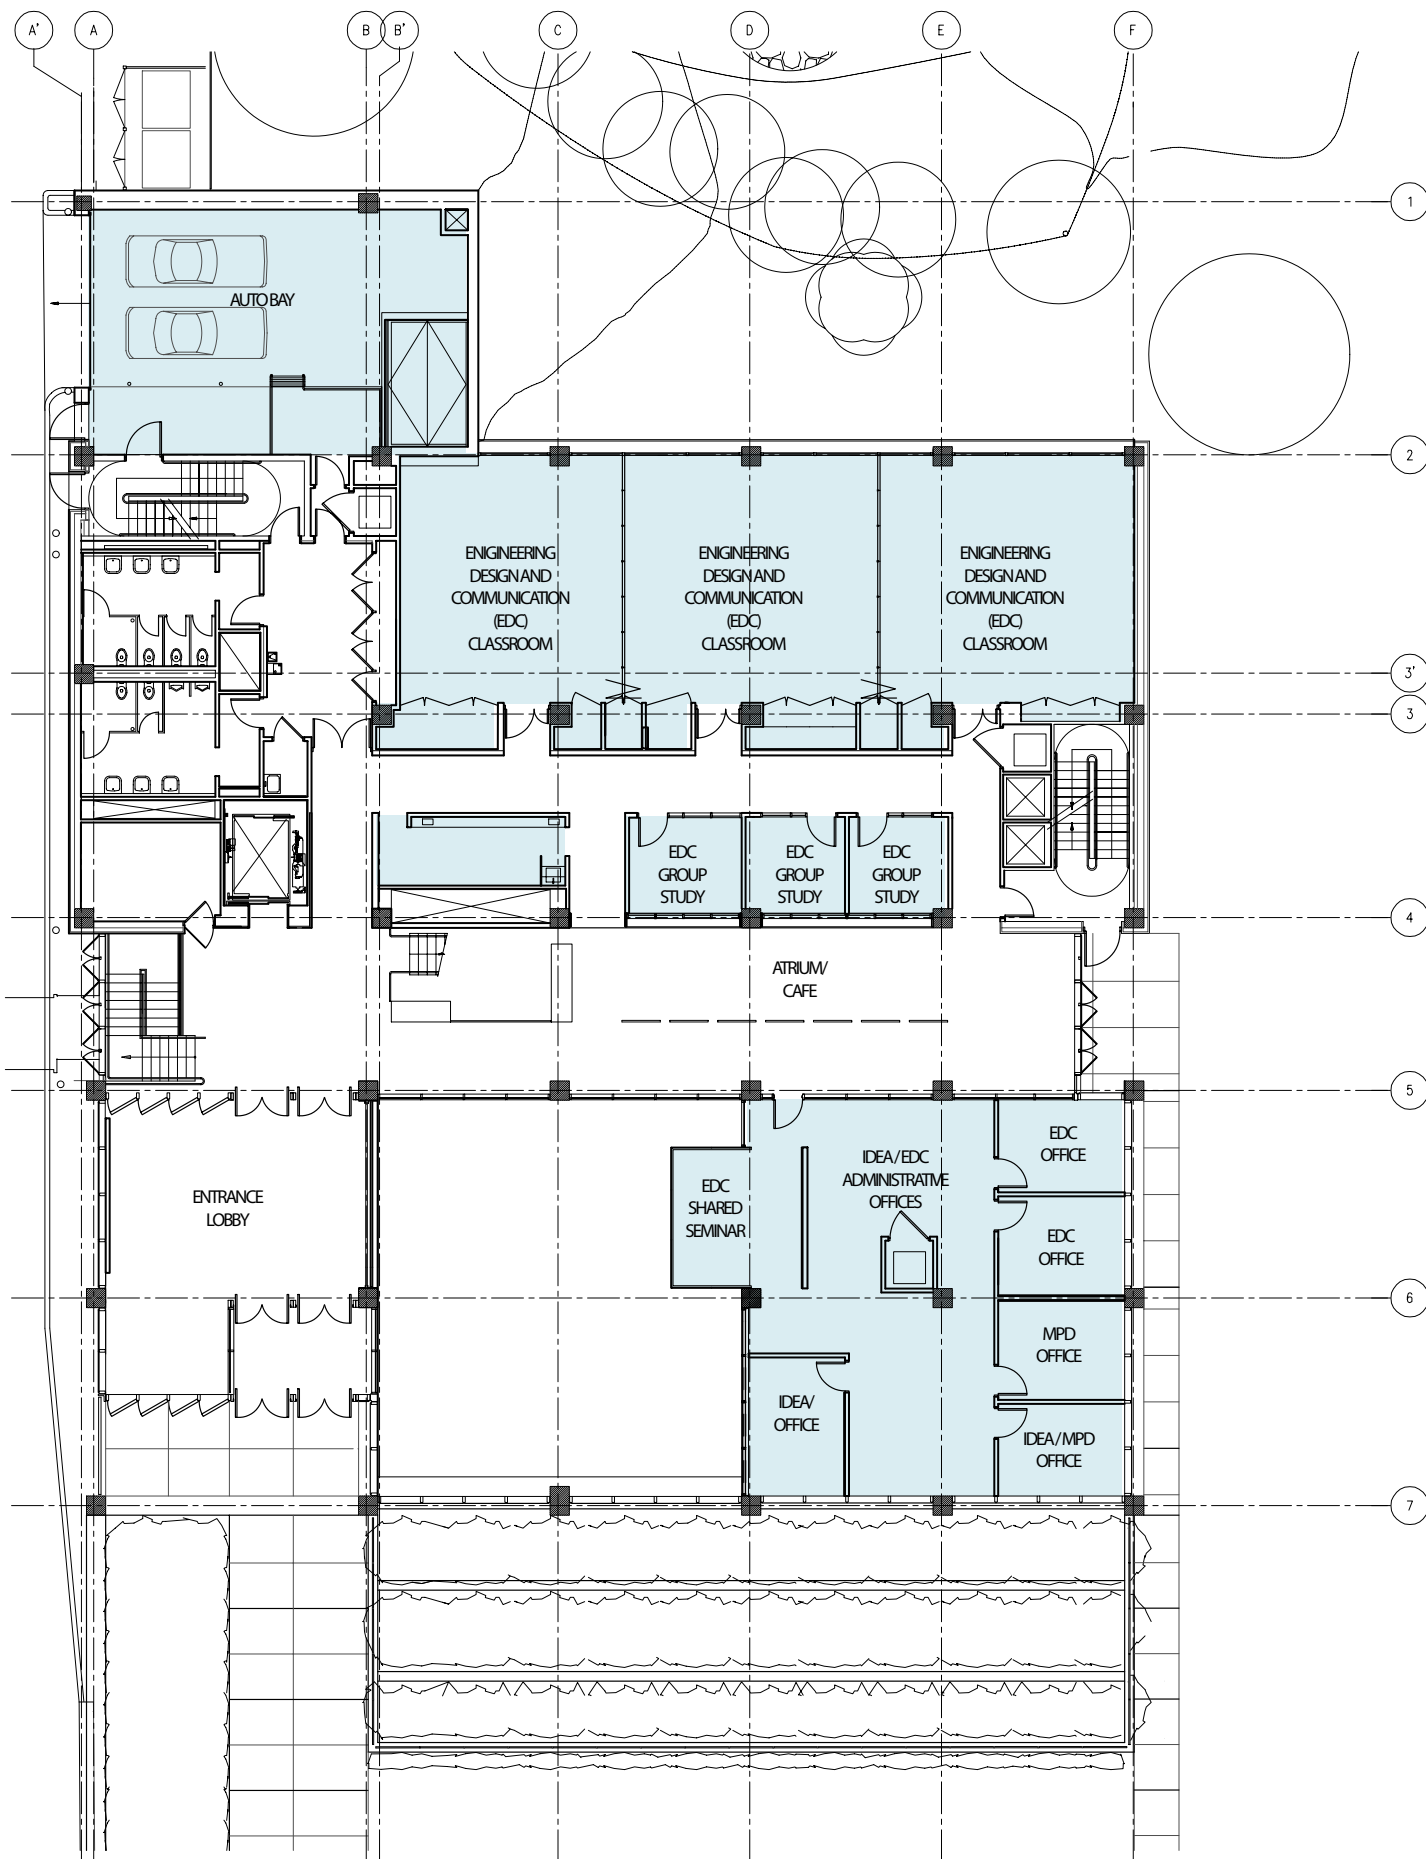 A'
A
B
B'
C
D
E
F
1
AUTO BAY
2
ENIGINEERING
DESIGN AND
COMMUNICATION
(EDC)
CLASSROOM
ENIGINEERING
DESIGN AND
COMMUNICATION
(EDC)
CLASSROOM
ENIGINEERING
DESIGN AND
COMMUNICATION
(EDC)
CLASSROOM
3'
3
EDC
GROUP
STUDY
EDC
GROUP
STUDY
EDC
GROUP
STUDY
4
ATRIUM/
CAFE
5
ENTRANCE
LOBBY
EDC
SHARED
SEMINAR
IDEA/EDC
ADMINISTRATIVE
OFFICES
EDC
OFFICE
EDC
OFFICE
6
MPD
OFFICE
IDEA/
OFFICE
IDEA/MPD
OFFICE
7